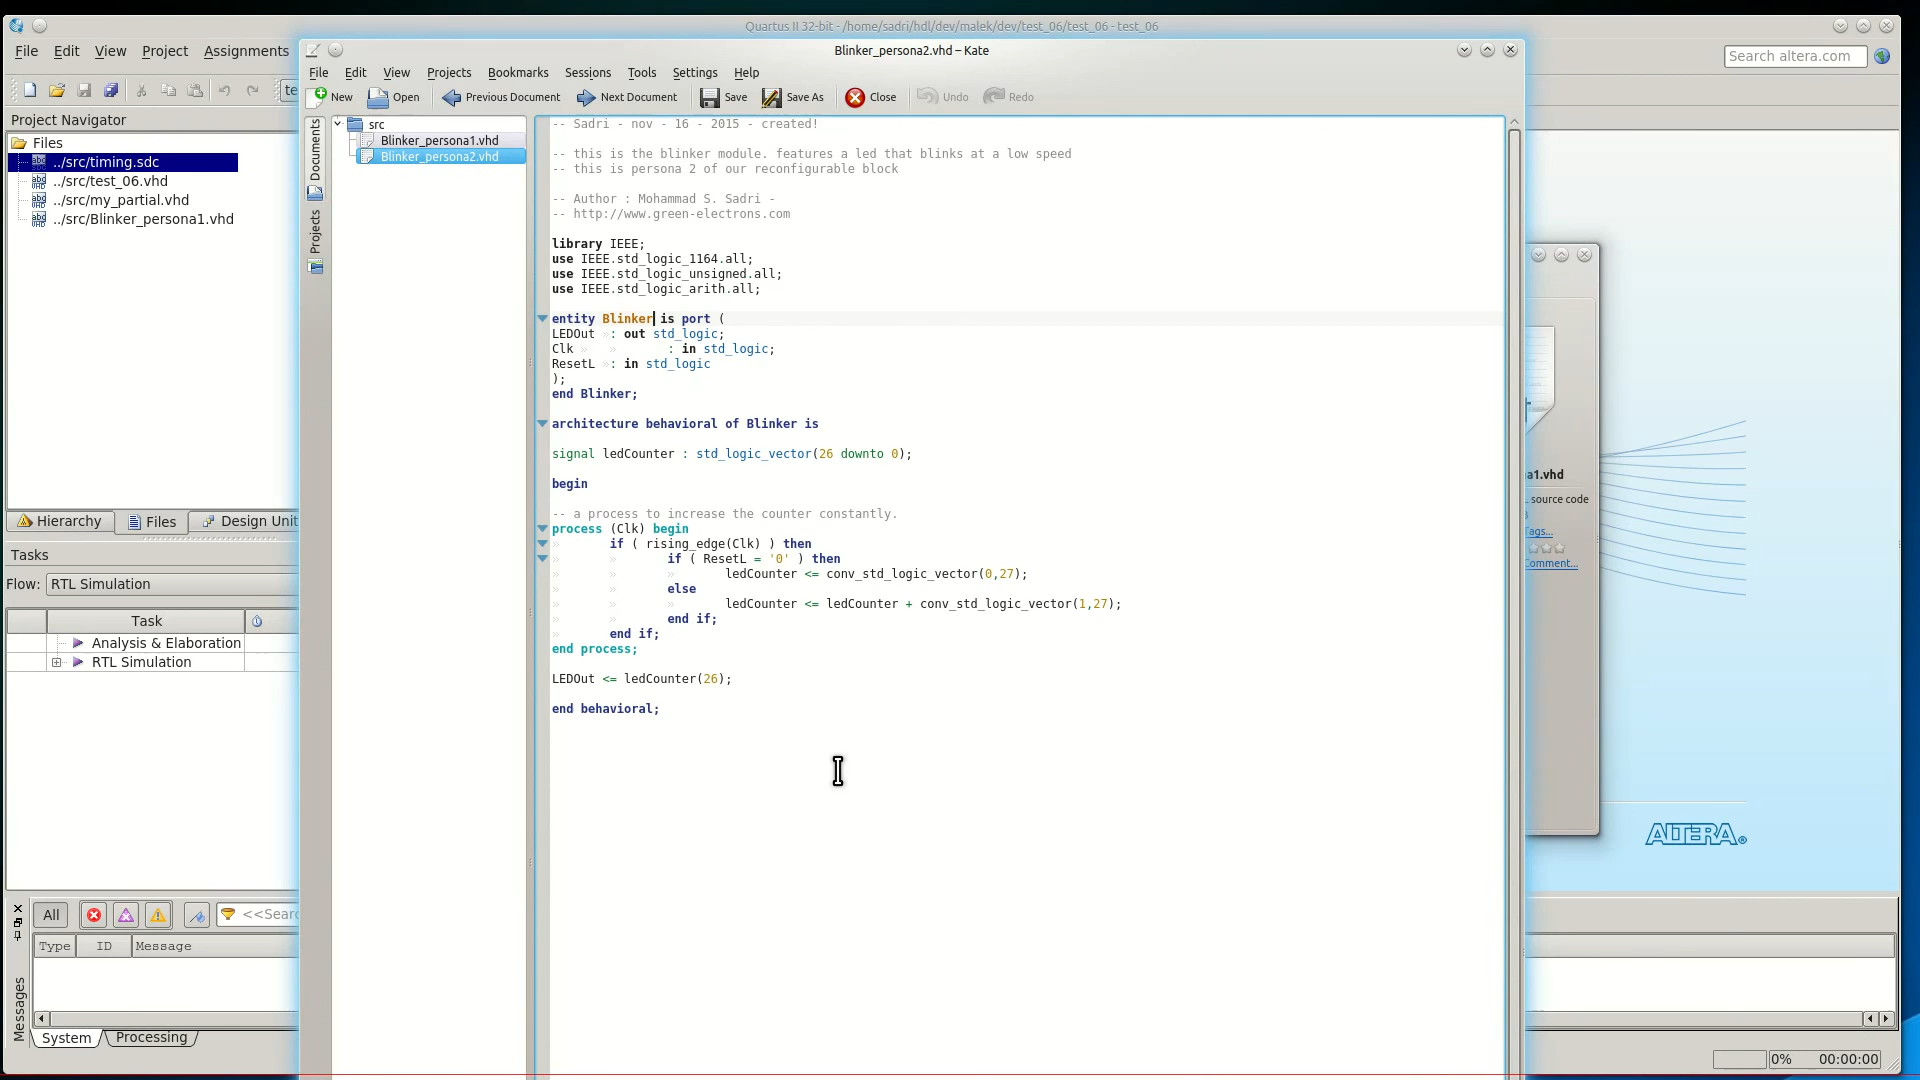 Quartus II 32-bit - /home/sadri/hdl/dev/malek/dev/test_06/test_06 - test_06
File Edit View Project Assignments
Search altera.com
te
Project Navigator
Files
../src/timing.sdc
../src/test_06.vhd
../src/my_partial.vhd
../src/Blinker_persona1.vhd
Hierarchy Files Design Unit
Tasks
Flow: RTL Simulation
Task
Analysis & Elaboration
RTL Simulation
All <<Searc
Type ID Message
Messages
System Processing
Blinker_persona2.vhd – Kate
File Edit View Projects Bookmarks Sessions Tools Settings Help
New Open Previous Document Next Document Save Save As Close Undo Redo
Documents
Projects
src
Blinker_persona1.vhd
Blinker_persona2.vhd
-- Sadri - nov - 16 - 2015 - created!
-- this is the blinker module. features a led that blinks at a low speed
-- this is persona 2 of our reconfigurable block
-- Author : Mohammad S. Sadri -
-- http://www.green-electrons.com
library IEEE;
use IEEE.std_logic_1164.all;
use IEEE.std_logic_unsigned.all;
use IEEE.std_logic_arith.all;
entity Blinker is port (
LEDOut : out std_logic;
Clk : in std_logic;
ResetL : in std_logic
);
end Blinker;
architecture behavioral of Blinker is
signal ledCounter : std_logic_vector(26 downto 0);
begin
-- a process to increase the counter constantly.
process (Clk) begin
if ( rising_edge(Clk) ) then
if ( ResetL = '0' ) then
ledCounter <= conv_std_logic_vector(0,27);
else
ledCounter <= ledCounter + conv_std_logic_vector(1,27);
end if;
end if;
end process;
LEDOut <= ledCounter(26);
end behavioral;
a1.vhd
source code
Tags...
Comment...
ALTERA®
0% 00:00:00